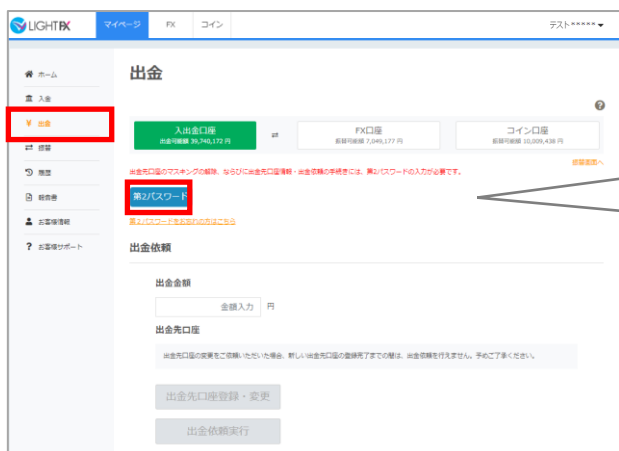 LIGHT FX
マイページ FX コイン テスト*****
ホーム
入金
出金
振替
履歴
報告書
お客様情報
お客様サポート
出金
入出金口座
出金可能額 39,740,172 円
FX口座
振替可能額 7,049,177 円
コイン口座
振替可能額 10,009,438 円
振替画面へ
出金先口座のマスキングの解除、ならびに出金先口座情報・出金依頼の手続きには、第2パスワードの入力が必要です。
第2パスワード
第2パスワードをお忘れの方はこちら
出金依頼
出金金額
金額入力 円
出金先口座
出金先口座の変更をご依頼いただいた場合、新しい出金先口座の登録完了までの間は、出金依頼を行えません。予めご了承ください。
出金先口座登録・変更
出金依頼実行